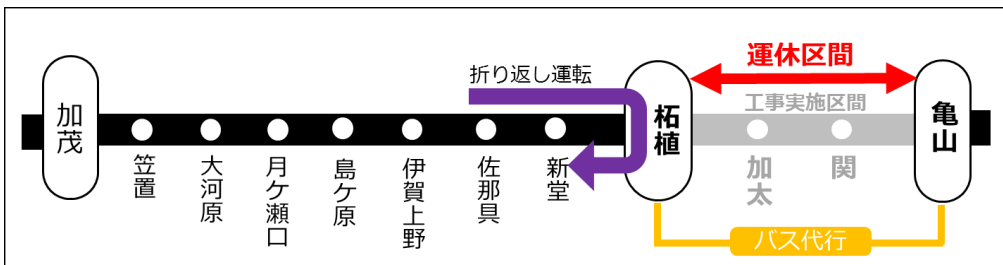 運休区間
折り返し運転
工事実施区間
加茂
笠置
大河原
月ケ瀬口
島ケ原
伊賀上野
佐那具
新堂
柘植
加太
関
亀山
バス代行